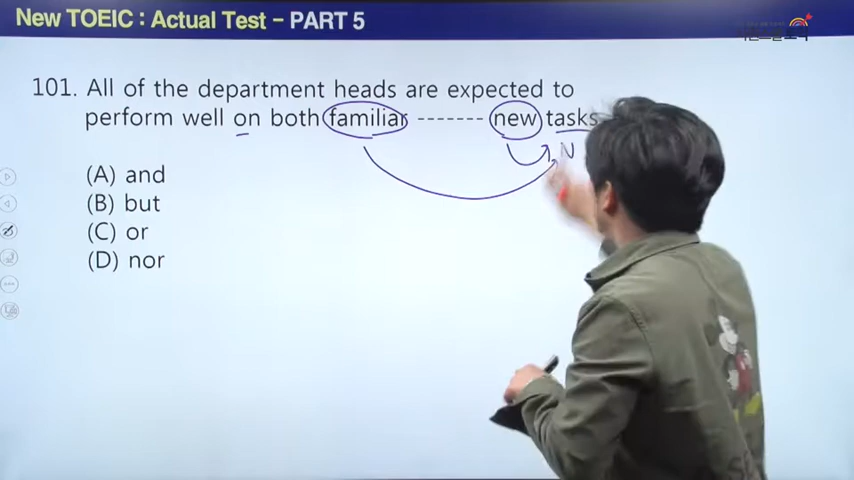 New TOEIC : Actual Test – PART 5
101. All of the department heads are expected to
perform well on both familiar ------- new tasks
N
(A) and
(B) but
(C) or
(D) nor